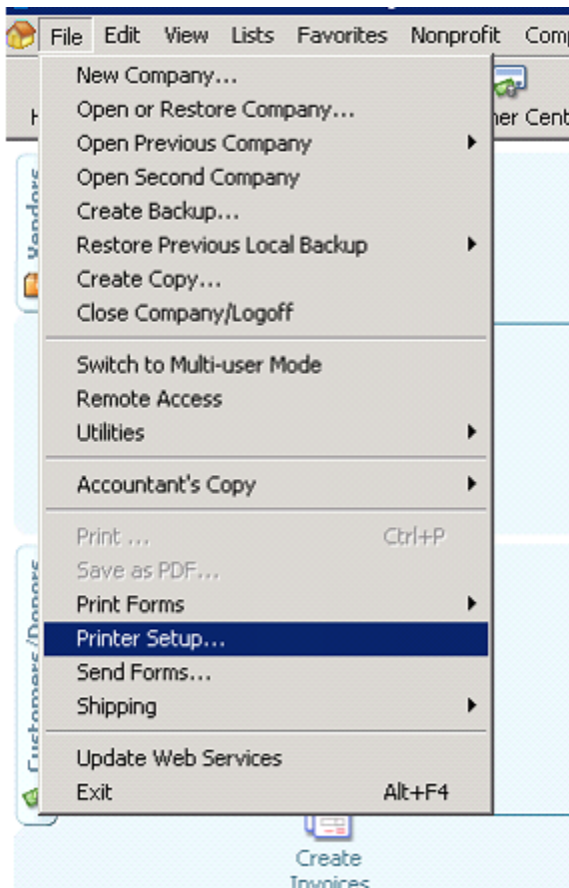 File Edit View Lists Favorites Nonprofit
New Company...
Open or Restore Company...
Open Previous Company
Open Second Company
Create Backup...
Restore Previous Local Backup
Create Copy...
Close Company/Logoff
Switch to Multi-user Mode
Remote Access
Utilities
Accountant's Copy
Print ... Ctrl+P
Save as PDF...
Print Forms
Printer Setup...
Send Forms...
Shipping
Update Web Services
Exit Alt+F4
Vendors
Customers/Donors
Create
Invoices